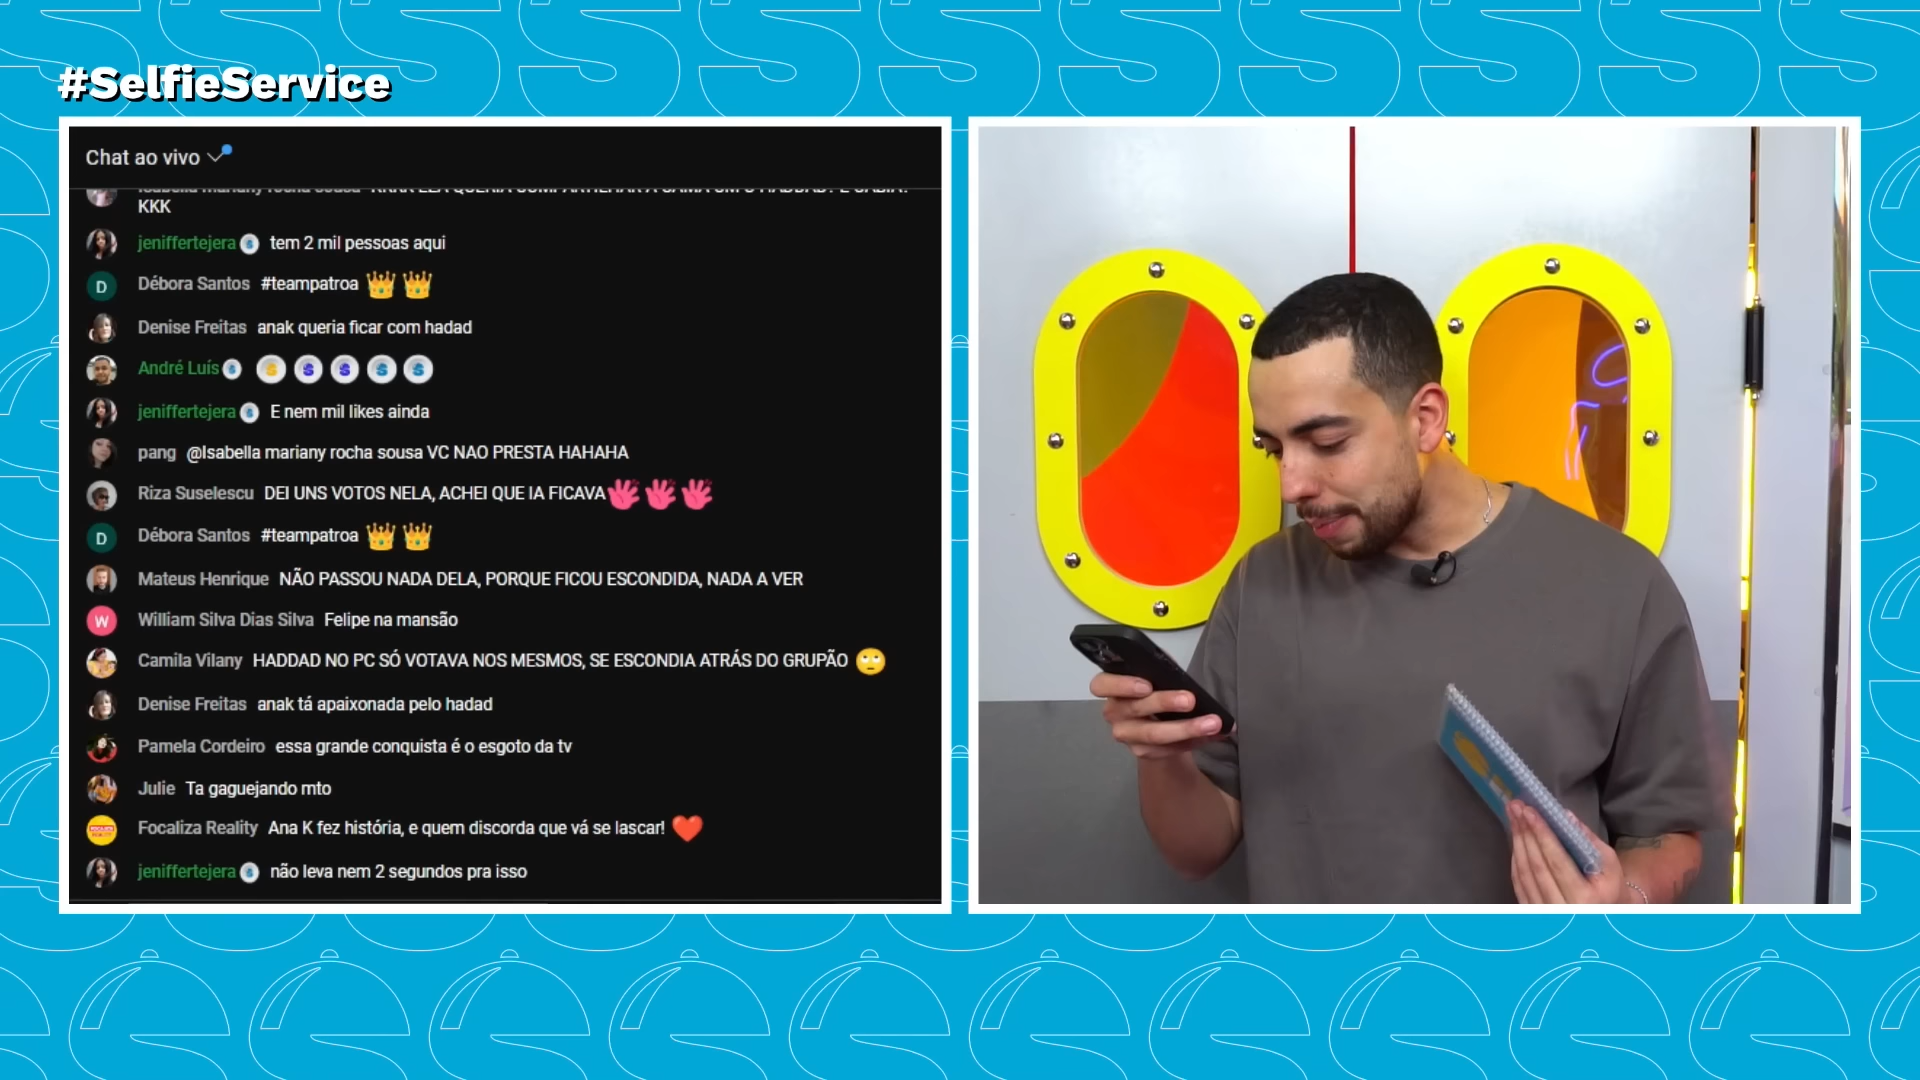 #SelfieService
Chat ao vivo
KKK
jeniffertejera tem 2 mil pessoas aqui
D Débora Santos #teampatroa
Denise Freitas anak queria ficar com hadad
André Luís
jeniffertejera E nem mil likes ainda
pang @Isabella mariany rocha sousa VC NAO PRESTA HAHAHA
Riza Suselescu DEI UNS VOTOS NELA, ACHEI QUE IA FICAVA
D Débora Santos #teampatroa
Mateus Henrique NÃO PASSOU NADA DELA, PORQUE FICOU ESCONDIDA, NADA A VER
W William Silva Dias Silva Felipe na mansão
Camila Vilany HADDAD NO PC SÓ VOTAVA NOS MESMOS, SE ESCONDIA ATRÁS DO GRUPÃO
Denise Freitas anak tá apaixonada pelo hadad
Pamela Cordeiro essa grande conquista é o esgoto da tv
Julie Ta gaguejando mto
Focaliza Reality Ana K fez história, e quem discorda que vá se lascar!
jeniffertejera não leva nem 2 segundos pra isso